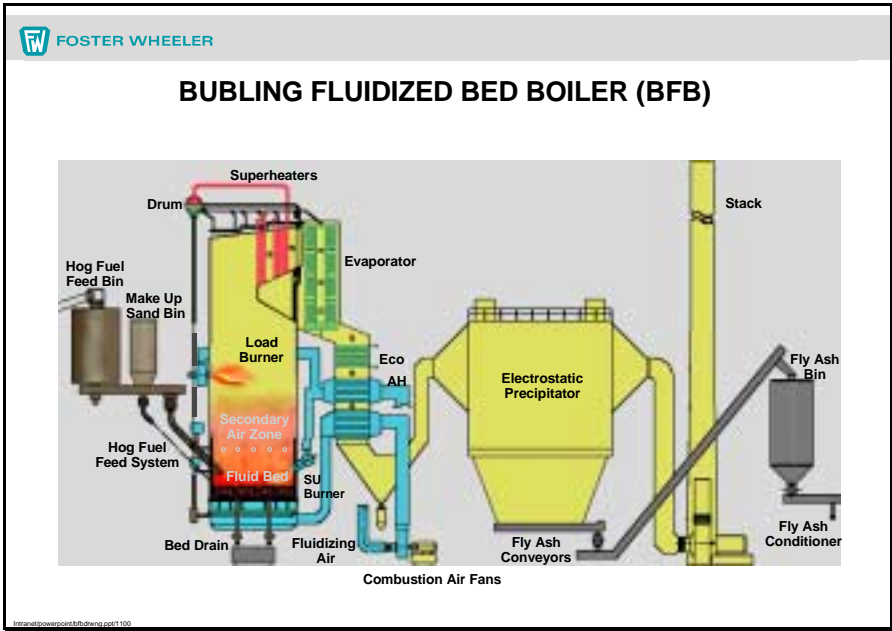 FW FOSTER WHEELER
BUBLING FLUIDIZED BED BOILER (BFB)
Superheaters
Drum
Stack
Evaporator
Hog Fuel
Feed Bin
Make Up
Sand Bin
Load
Burner
Eco
AH
Fly Ash
Bin
Electrostatic
Precipitator
Secondary
Air Zone
Hog Fuel
Feed System
Fluid Bed
SU
Burner
Bed Drain
Fluidizing
Air
Fly Ash
Conveyors
Fly Ash
Conditioner
Combustion Air Fans
Intranet/powerpoint/bfbdrwng.ppt/1100